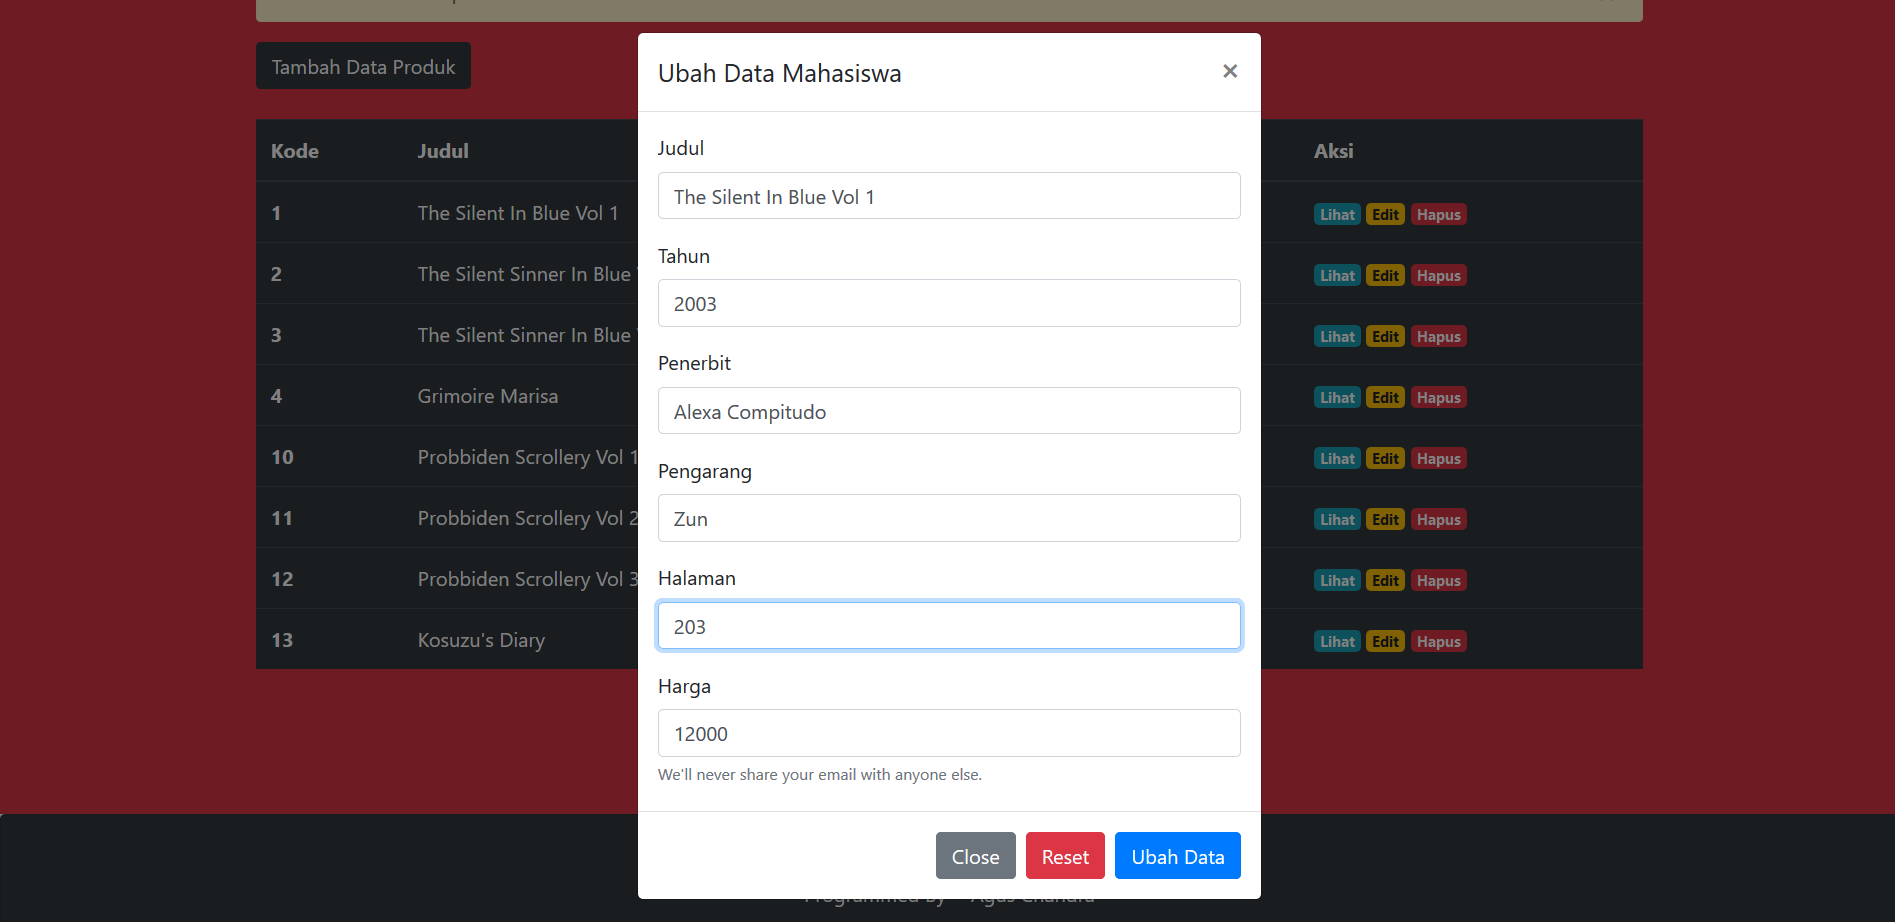 Tambah Data Produk
Ubah Data Mahasiswa ×
Judul
The Silent In Blue Vol 1
Tahun
2003
Penerbit
Alexa Compitudo
Pengarang
Zun
Halaman
203
Harga
12000
We'll never share your email with anyone else.
Close Reset Ubah Data
Kode Judul Aksi
1 The Silent In Blue Vol 1 Lihat Edit Hapus
2 The Silent Sinner In Blue Lihat Edit Hapus
3 The Silent Sinner In Blue Lihat Edit Hapus
4 Grimoire Marisa Lihat Edit Hapus
10 Probbiden Scrollery Vol 1 Lihat Edit Hapus
11 Probbiden Scrollery Vol 2 Lihat Edit Hapus
12 Probbiden Scrollery Vol 3 Lihat Edit Hapus
13 Kosuzu's Diary Lihat Edit Hapus
Programmed By Agus Chandra